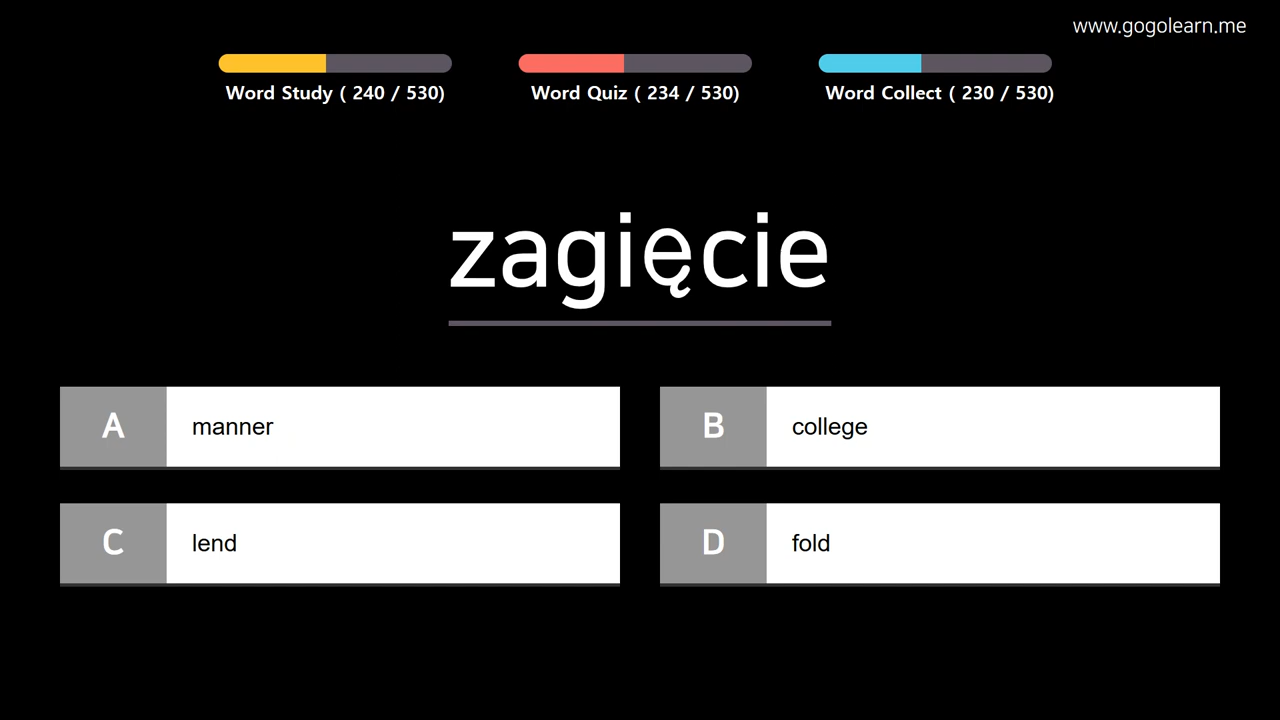 www.gogolearn.me
Word Study ( 240 / 530)
Word Quiz ( 234 / 530)
Word Collect ( 230 / 530)
zagięcie
A manner
B college
C lend
D fold